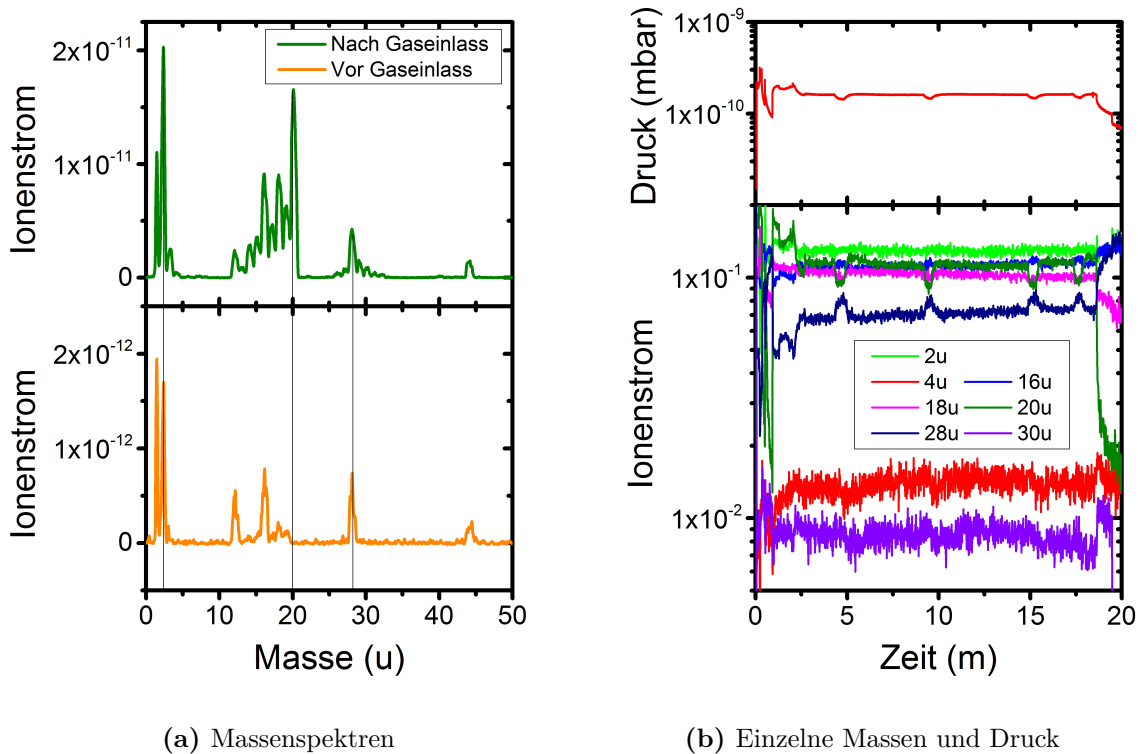 2x10⁻¹¹
1x10⁻¹¹
0
Ionenstrom
Nach Gaseinlass
Vor Gaseinlass
2x10⁻¹²
1x10⁻¹²
0
Ionenstrom
0 10 20 30 40 50
Masse (u)
(a) Massenspektren
1x10⁻⁹
1x10⁻¹⁰
Druck (mbar)
1x10⁻¹
1x10⁻²
Ionenstrom
2u
4u 16u
18u 20u
28u 30u
0 5 10 15 20
Zeit (m)
(b) Einzelne Massen und Druck